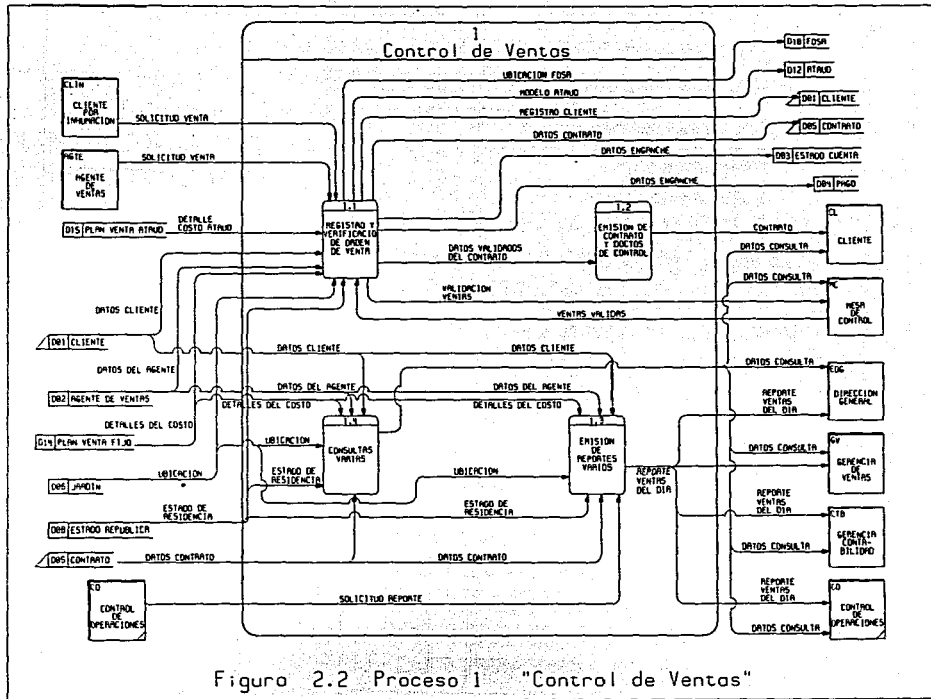 1
Control de Ventas
D18 FOSA
UBICACION FOSA
D12 ATAUD
MODELO ATAUD
CLIN
CLIENTE
POR
INHUMACION
REGISTRO CLIENTE
D01 CLIENTE
SOLICITUD VENTA
DATOS CONTRATO
D05 CONTRATO
AGTE
AGENTE
DE
VENTAS
SOLICITUD VENTA
DATOS ENGANCHE
D03 ESTADO CUENTA
DATOS ENGANCHE
D04 PAGO
D15 PLAN VENTA ATAUD
DETALLE
COSTO ATAUD
1.1
REGISTRO Y
VERIFICACIO
DE ORDEN
DE VENTA
1.2
EMISION DE
CONTRATO
Y DOCTOS
DE CONTROL
CONTRATO
CL
CLIENTE
DATOS VALIDADOS
DEL CONTRATO
DATOS CONSULTA
VALIDACION
VENTAS
DATOS CONSULTA
MC
MESA
DE
CONTROL
VENTAS VALIDAS
DATOS CLIENTE
D01 CLIENTE
DATOS CLIENTE
DATOS CLIENTE
DATOS DEL AGENTE
DATOS CONSULTA
EDG
DIRECCION
GENERAL
D02 AGENTE DE VENTAS
DATOS DEL AGENTE
DATOS DEL AGENTE
REPORTE
VENTAS
DEL DIA
DETALLES DEL COSTO
DETALLES DEL COSTO
DETALLES DEL COSTO
D14 PLAN VENTA FIJO
1.4
CONSULTAS
VARIAS
1.3
EMISION
DE
REPORTES
VARIOS
UBICACION
GV
GERENCIA
DE
VENTAS
DATOS CONSULTA
UBICACION
UBICACION
REPORTE
VENTAS
DEL DIA
D06 JARDIN
ESTADO DE
RESIDENCIA
ESTADO DE
RESIDENCIA
D08 ESTADO REPUBLICA
ESTADO DE
RESIDENCIA
REPORTE
VENTAS
DEL DIA
CTB
GERENCIA
CONTA-
BILIDAD
DATOS CONSULTA
D05 CONTRATO
DATOS CONTRATO
DATOS CONTRATO
CO
CONTROL
DE
OPERACIONES
SOLICITUD REPORTE
REPORTE
VENTAS
DEL DIA
CO
CONTROL
DE
OPERACIONES
DATOS CONSULTA
Figura 2.2 Proceso 1 "Control de Ventas"